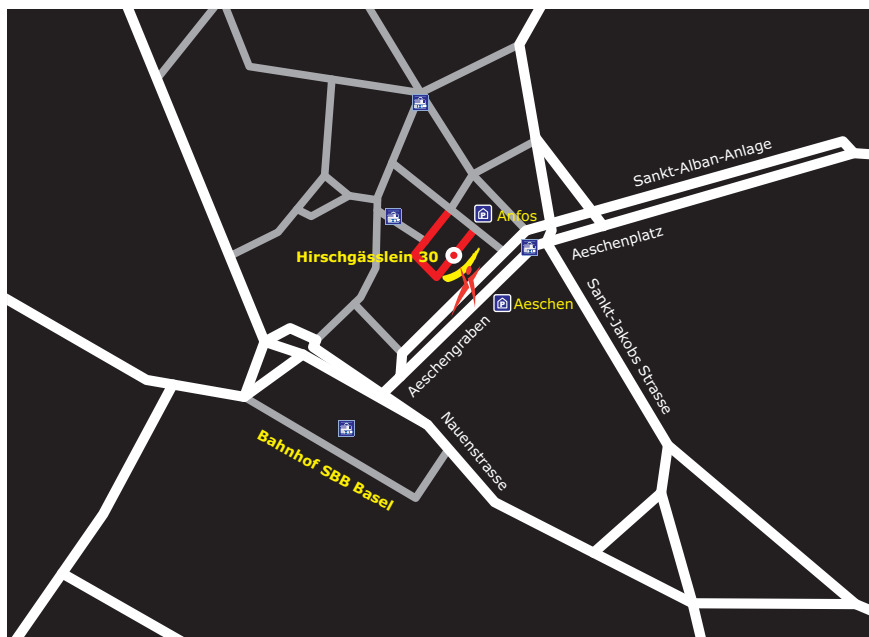 Sankt-Alban-Anlage
Anfos
Aeschenplatz
Hirschgässlein 30
Aeschen
Sankt-Jakobs Strasse
Aeschengraben
Nauenstrasse
Bahnhof SBB Basel
P
P